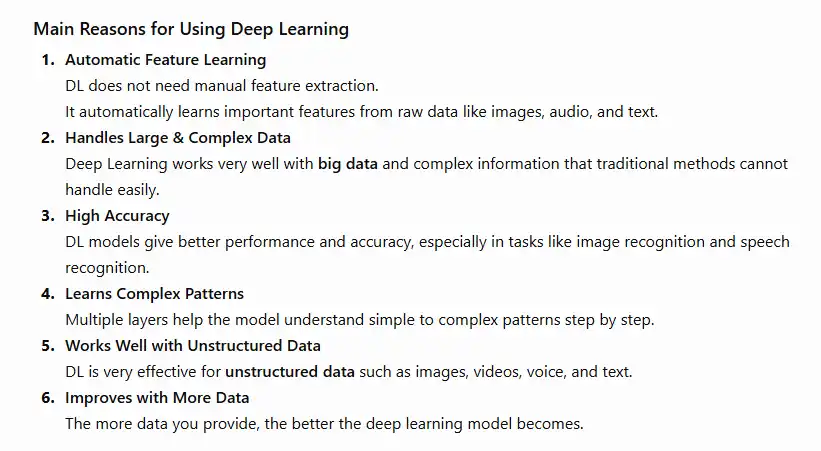 Main Reasons for Using Deep Learning
1. Automatic Feature Learning
DL does not need manual feature extraction.
It automatically learns important features from raw data like images, audio, and text.
2. Handles Large & Complex Data
Deep Learning works very well with big data and complex information that traditional methods cannot
handle easily.
3. High Accuracy
DL models give better performance and accuracy, especially in tasks like image recognition and speech
recognition.
4. Learns Complex Patterns
Multiple layers help the model understand simple to complex patterns step by step.
5. Works Well with Unstructured Data
DL is very effective for unstructured data such as images, videos, voice, and text.
6. Improves with More Data
The more data you provide, the better the deep learning model becomes.